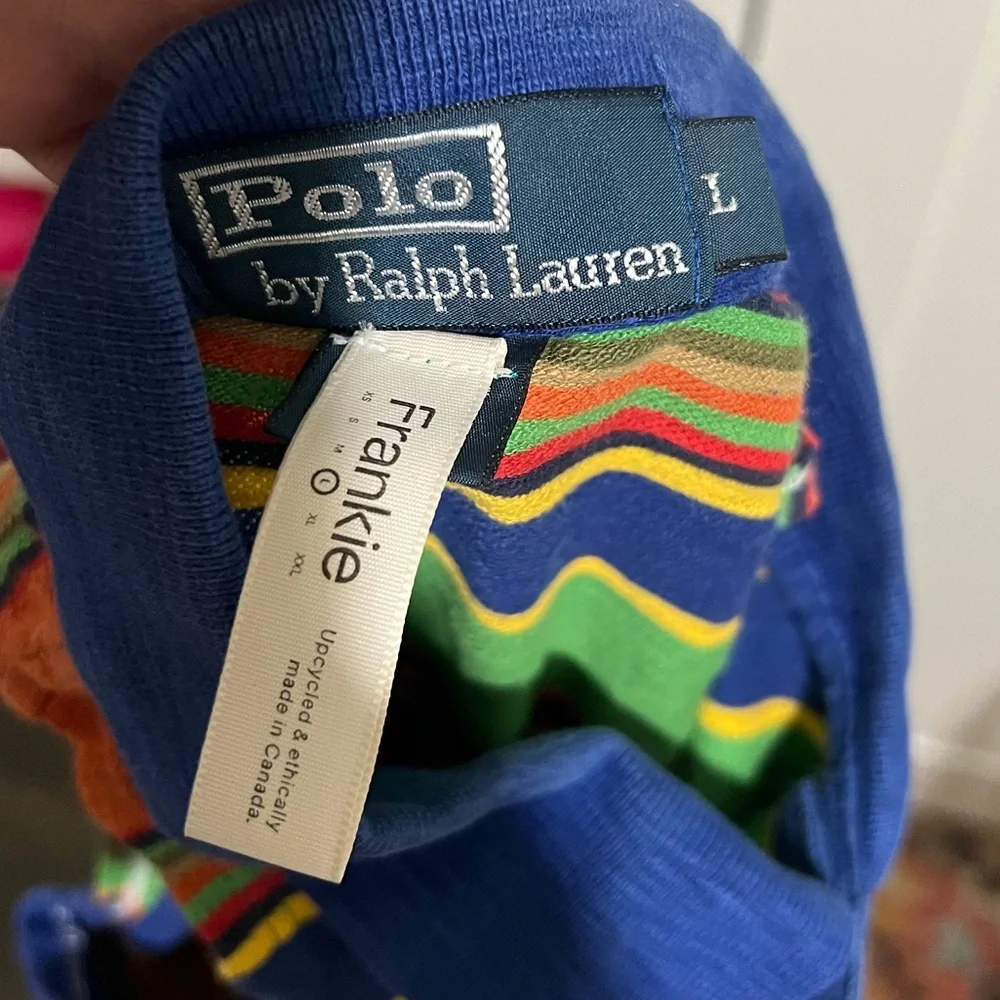 Polo
by Ralph Lauren
L
Frankie
XS S M L XL XXL
Upcycled & ethically
made in Canada.